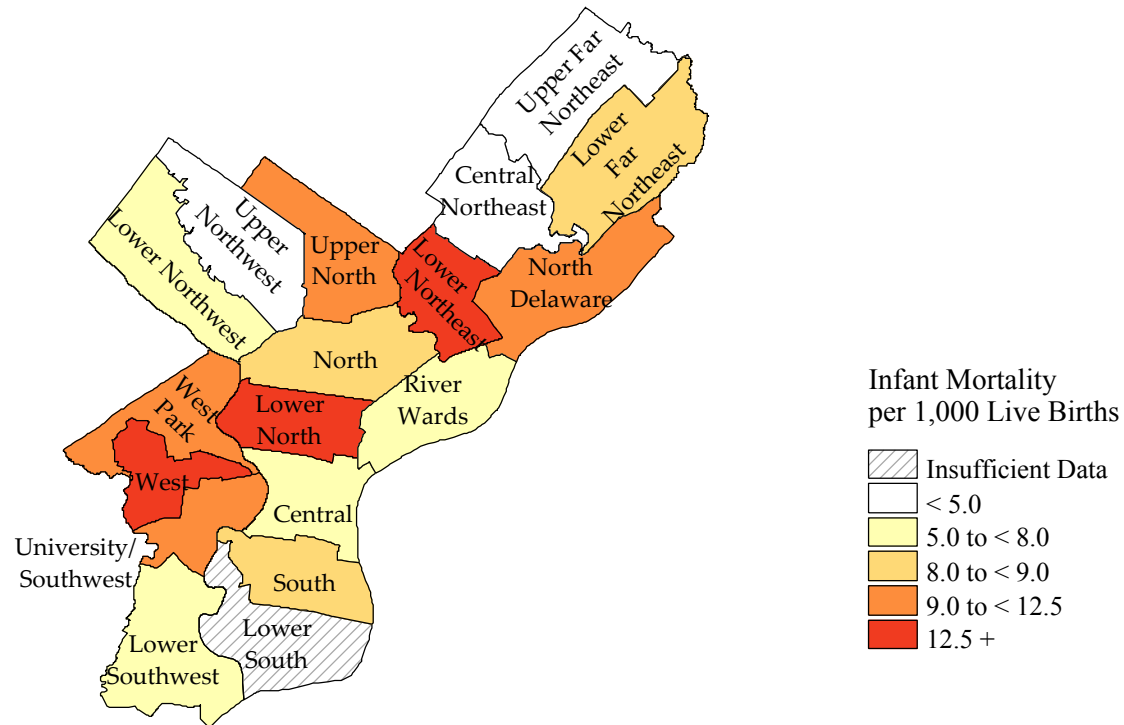 Upper Far
Northeast
Lower
Far
Northeast
Central
Northeast
Upper
Northwest
Lower Northwest
Upper
North
Lower
Northeast
North
Delaware
North
River
Wards
West
Park
Lower
North
West
Central
University/
Southwest
South
Lower
South
Lower
Southwest
Infant Mortality
per 1,000 Live Births
Insufficient Data
< 5.0
5.0 to < 8.0
8.0 to < 9.0
9.0 to < 12.5
12.5 +